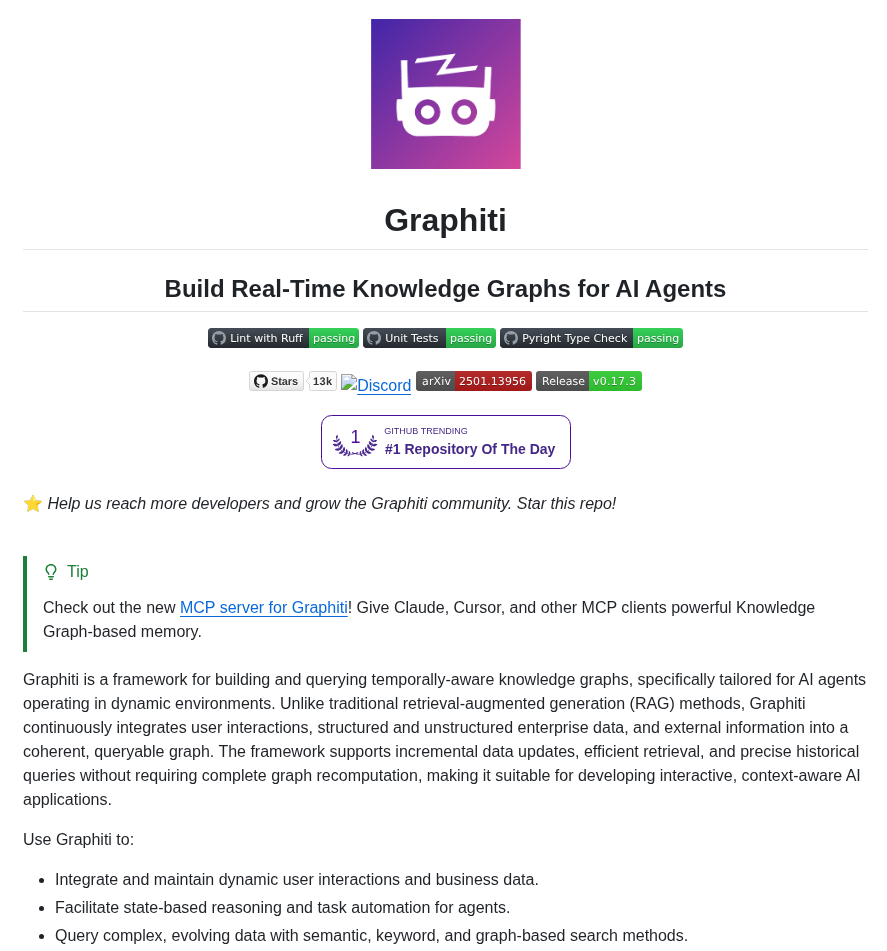 Graphiti
Build Real-Time Knowledge Graphs for AI Agents
Lint with Ruff passing Unit Tests passing Pyright Type Check passing
Stars 13k Discord arXiv 2501.13956 Release v0.17.3
1 GITHUB TRENDING
#1 Repository Of The Day
⭐ Help us reach more developers and grow the Graphiti community. Star this repo!
Tip
Check out the new MCP server for Graphiti! Give Claude, Cursor, and other MCP clients powerful Knowledge
Graph-based memory.
Graphiti is a framework for building and querying temporally-aware knowledge graphs, specifically tailored for AI agents
operating in dynamic environments. Unlike traditional retrieval-augmented generation (RAG) methods, Graphiti
continuously integrates user interactions, structured and unstructured enterprise data, and external information into a
coherent, queryable graph. The framework supports incremental data updates, efficient retrieval, and precise historical
queries without requiring complete graph recomputation, making it suitable for developing interactive, context-aware AI
applications.
Use Graphiti to:
• Integrate and maintain dynamic user interactions and business data.
• Facilitate state-based reasoning and task automation for agents.
• Query complex, evolving data with semantic, keyword, and graph-based search methods.